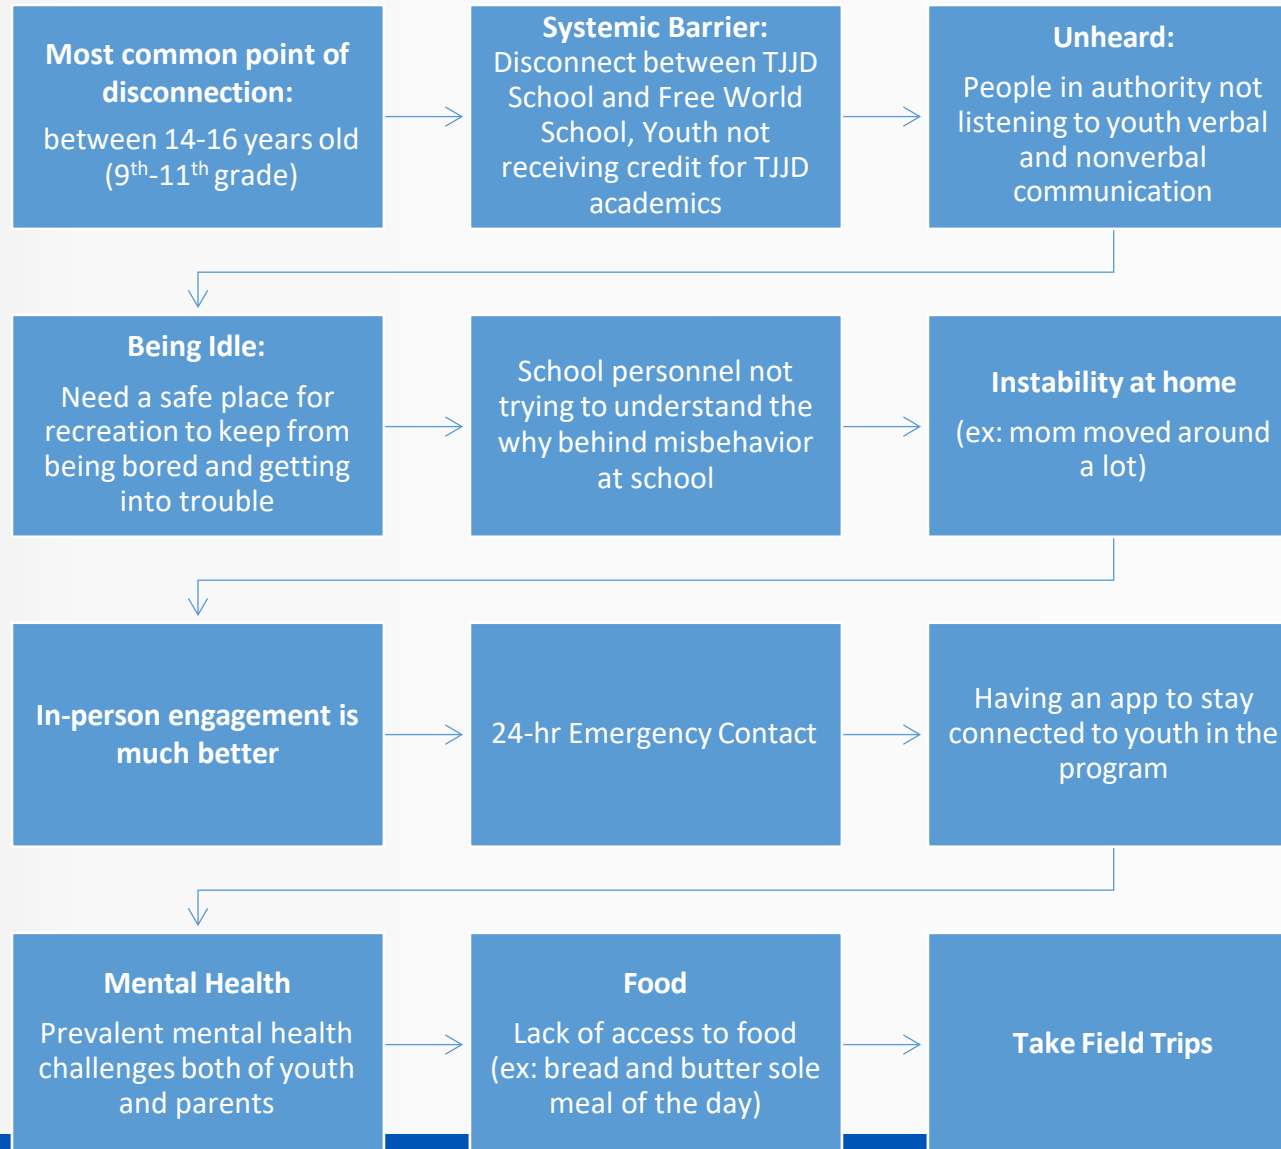 Most common point of
disconnection:
between 14-16 years old
(9th-11th grade)
Systemic Barrier:
Disconnect between TJJD
School and Free World
School, Youth not
receiving credit for TJJD
academics
Unheard:
People in authority not
listening to youth verbal
and nonverbal
communication
Being Idle:
Need a safe place for
recreation to keep from
being bored and getting
into trouble
School personnel not
trying to understand the
why behind misbehavior
at school
Instability at home
(ex: mom moved around
a lot)
In-person engagement is
much better
24-hr Emergency Contact
Having an app to stay
connected to youth in the
program
Mental Health
Prevalent mental health
challenges both of youth
and parents
Food
Lack of access to food
(ex: bread and butter sole
meal of the day)
Take Field Trips